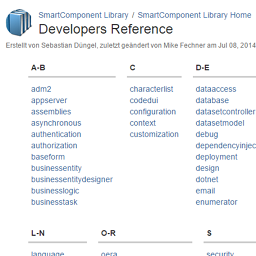 SmartComponent Library / SmartComponent Library Home
Developers Reference
Erstellt von Sebastian Düngel, zuletzt geändert von Mike Fechner am Jul 08, 2014
A-B
adm2
appserver
assemblies
asynchronous
authentication
authorization
baseform
businessentity
businessentitydesigner
businesslogic
businesstask
C
characterlist
codedui
configuration
context
customization
D-E
dataaccess
database
datasetcontroller
datasetmodel
debug
dependencyinjec
deployment
design
dotnet
email
enumerator
L-N
language
O-R
opera
S
security